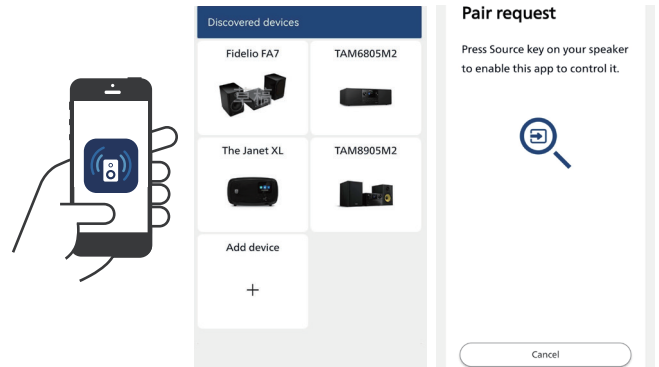 Discovered devices
Fidelio FA7
TAM6805M2
The Janet XL
TAM8905M2
Add device
Pair request
Press Source key on your speaker
to enable this app to control it.
Cancel